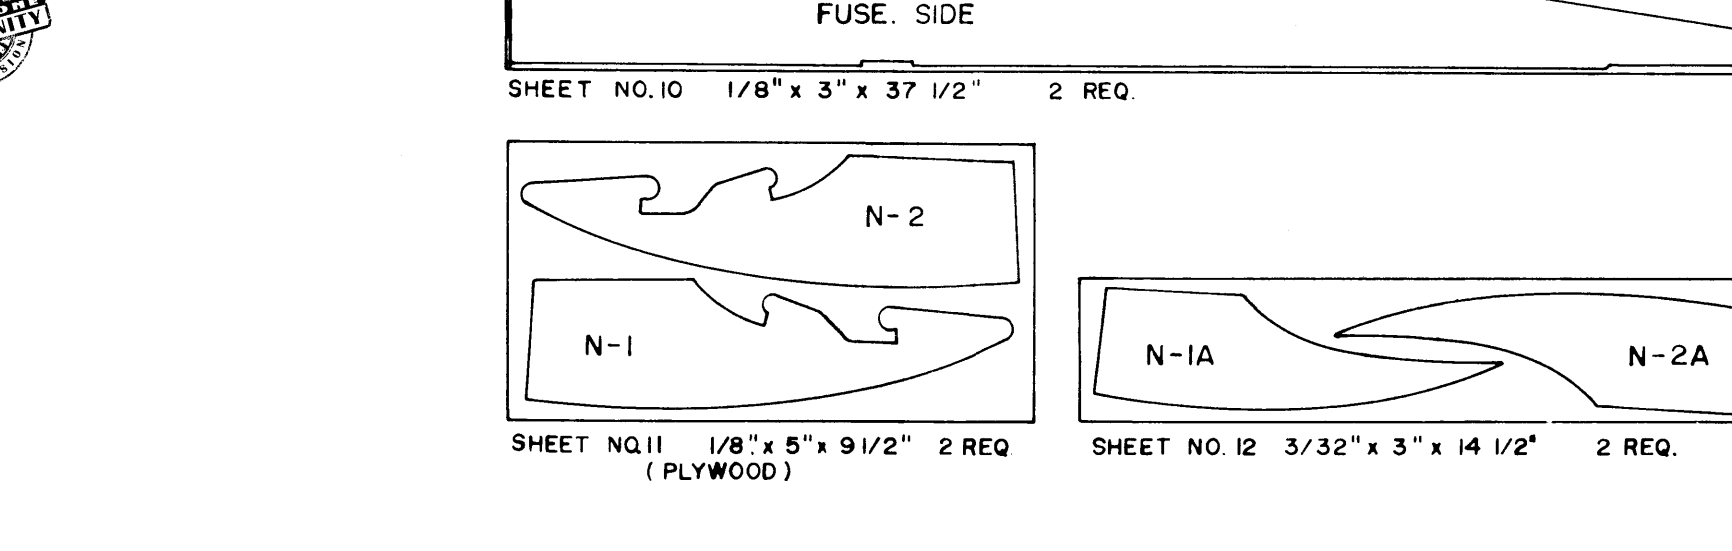 NITY
SION
FUSE. SIDE
SHEET NO. 10 1/8" x 3" x 37 1/2" 2 REQ.
N-2
N-1
SHEET NO. 11 1/8" x 5" x 9 1/2" 2 REQ
(PLYWOOD)
N-1A
N-2A
SHEET NO. 12 3/32" x 3" x 14 1/2" 2 REQ.